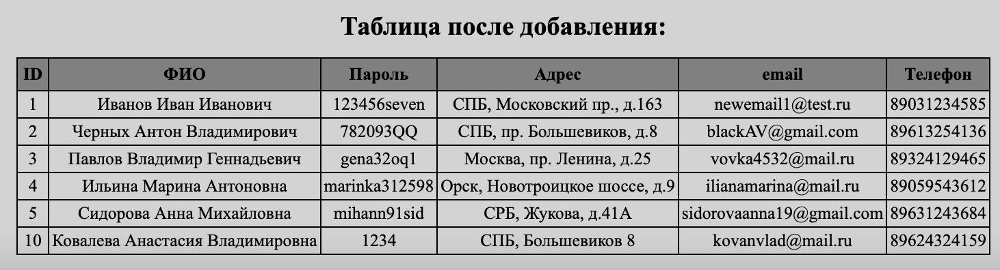 Таблица после добавления:
ID ФИО Пароль Адрес email Телефон
1 Иванов Иван Иванович 123456seven СПБ, Московский пр., д.163 newemail1@test.ru 89031234585
2 Черных Антон Владимирович 782093QQ СПБ, пр. Большевиков, д.8 blackAV@gmail.com 89613254136
3 Павлов Владимир Геннадьевич gena32oq1 Москва, пр. Ленина, д.25 vovka4532@mail.ru 89324129465
4 Ильина Марина Антоновна marinka312598 Орск, Новотроицкое шоссе, д.9 ilianamarina@mail.ru 89059543612
5 Сидорова Анна Михайловна mihann91sid СРБ, Жукова, д.41А sidorovaanna19@gmail.com 89631243684
10 Ковалева Анастасия Владимировна 1234 СПБ, Большевиков 8 kovanvlad@mail.ru 89624324159